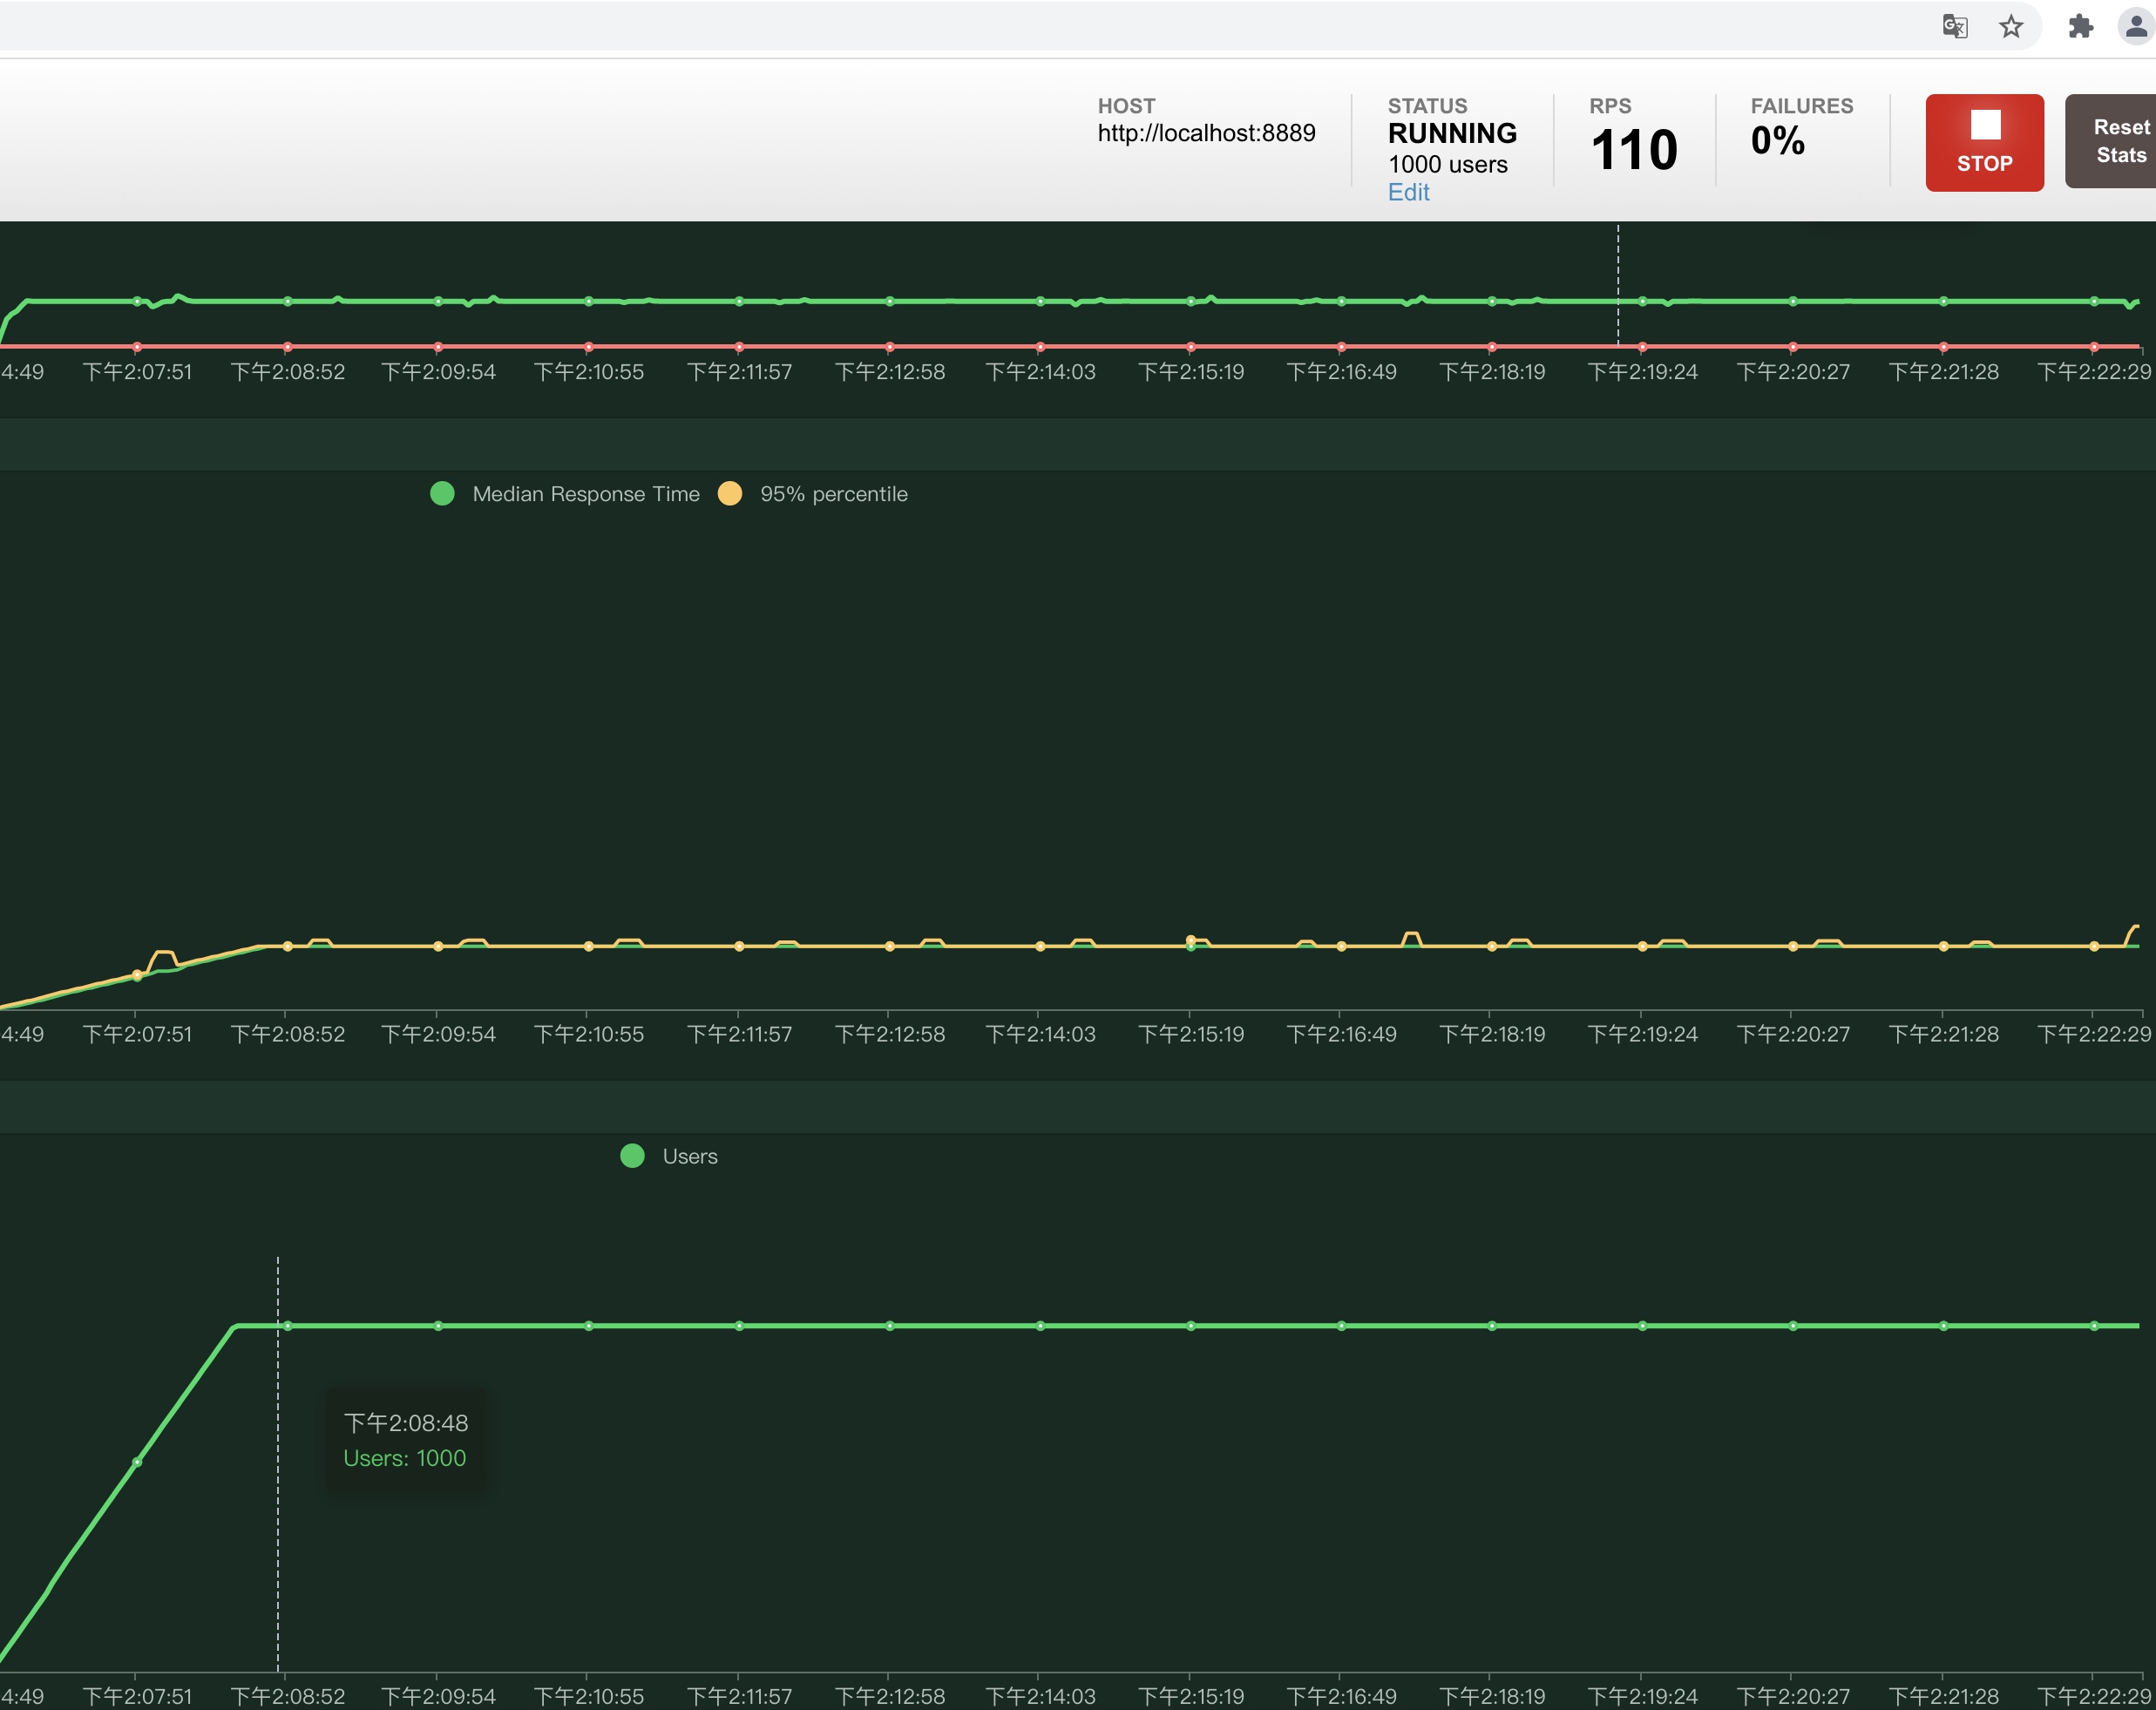 HOST
http://localhost:8889
STATUS
RUNNING
1000 users
Edit
RPS
110
FAILURES
0%
STOP
Reset
Stats
4:49 下午2:07:51 下午2:08:52 下午2:09:54 下午2:10:55 下午2:11:57 下午2:12:58 下午2:14:03 下午2:15:19 下午2:16:49 下午2:18:19 下午2:19:24 下午2:20:27 下午2:21:28 下午2:22:29
Median Response Time 95% percentile
4:49 下午2:07:51 下午2:08:52 下午2:09:54 下午2:10:55 下午2:11:57 下午2:12:58 下午2:14:03 下午2:15:19 下午2:16:49 下午2:18:19 下午2:19:24 下午2:20:27 下午2:21:28 下午2:22:29
Users
下午2:08:48
Users: 1000
4:49 下午2:07:51 下午2:08:52 下午2:09:54 下午2:10:55 下午2:11:57 下午2:12:58 下午2:14:03 下午2:15:19 下午2:16:49 下午2:18:19 下午2:19:24 下午2:20:27 下午2:21:28 下午2:22:29